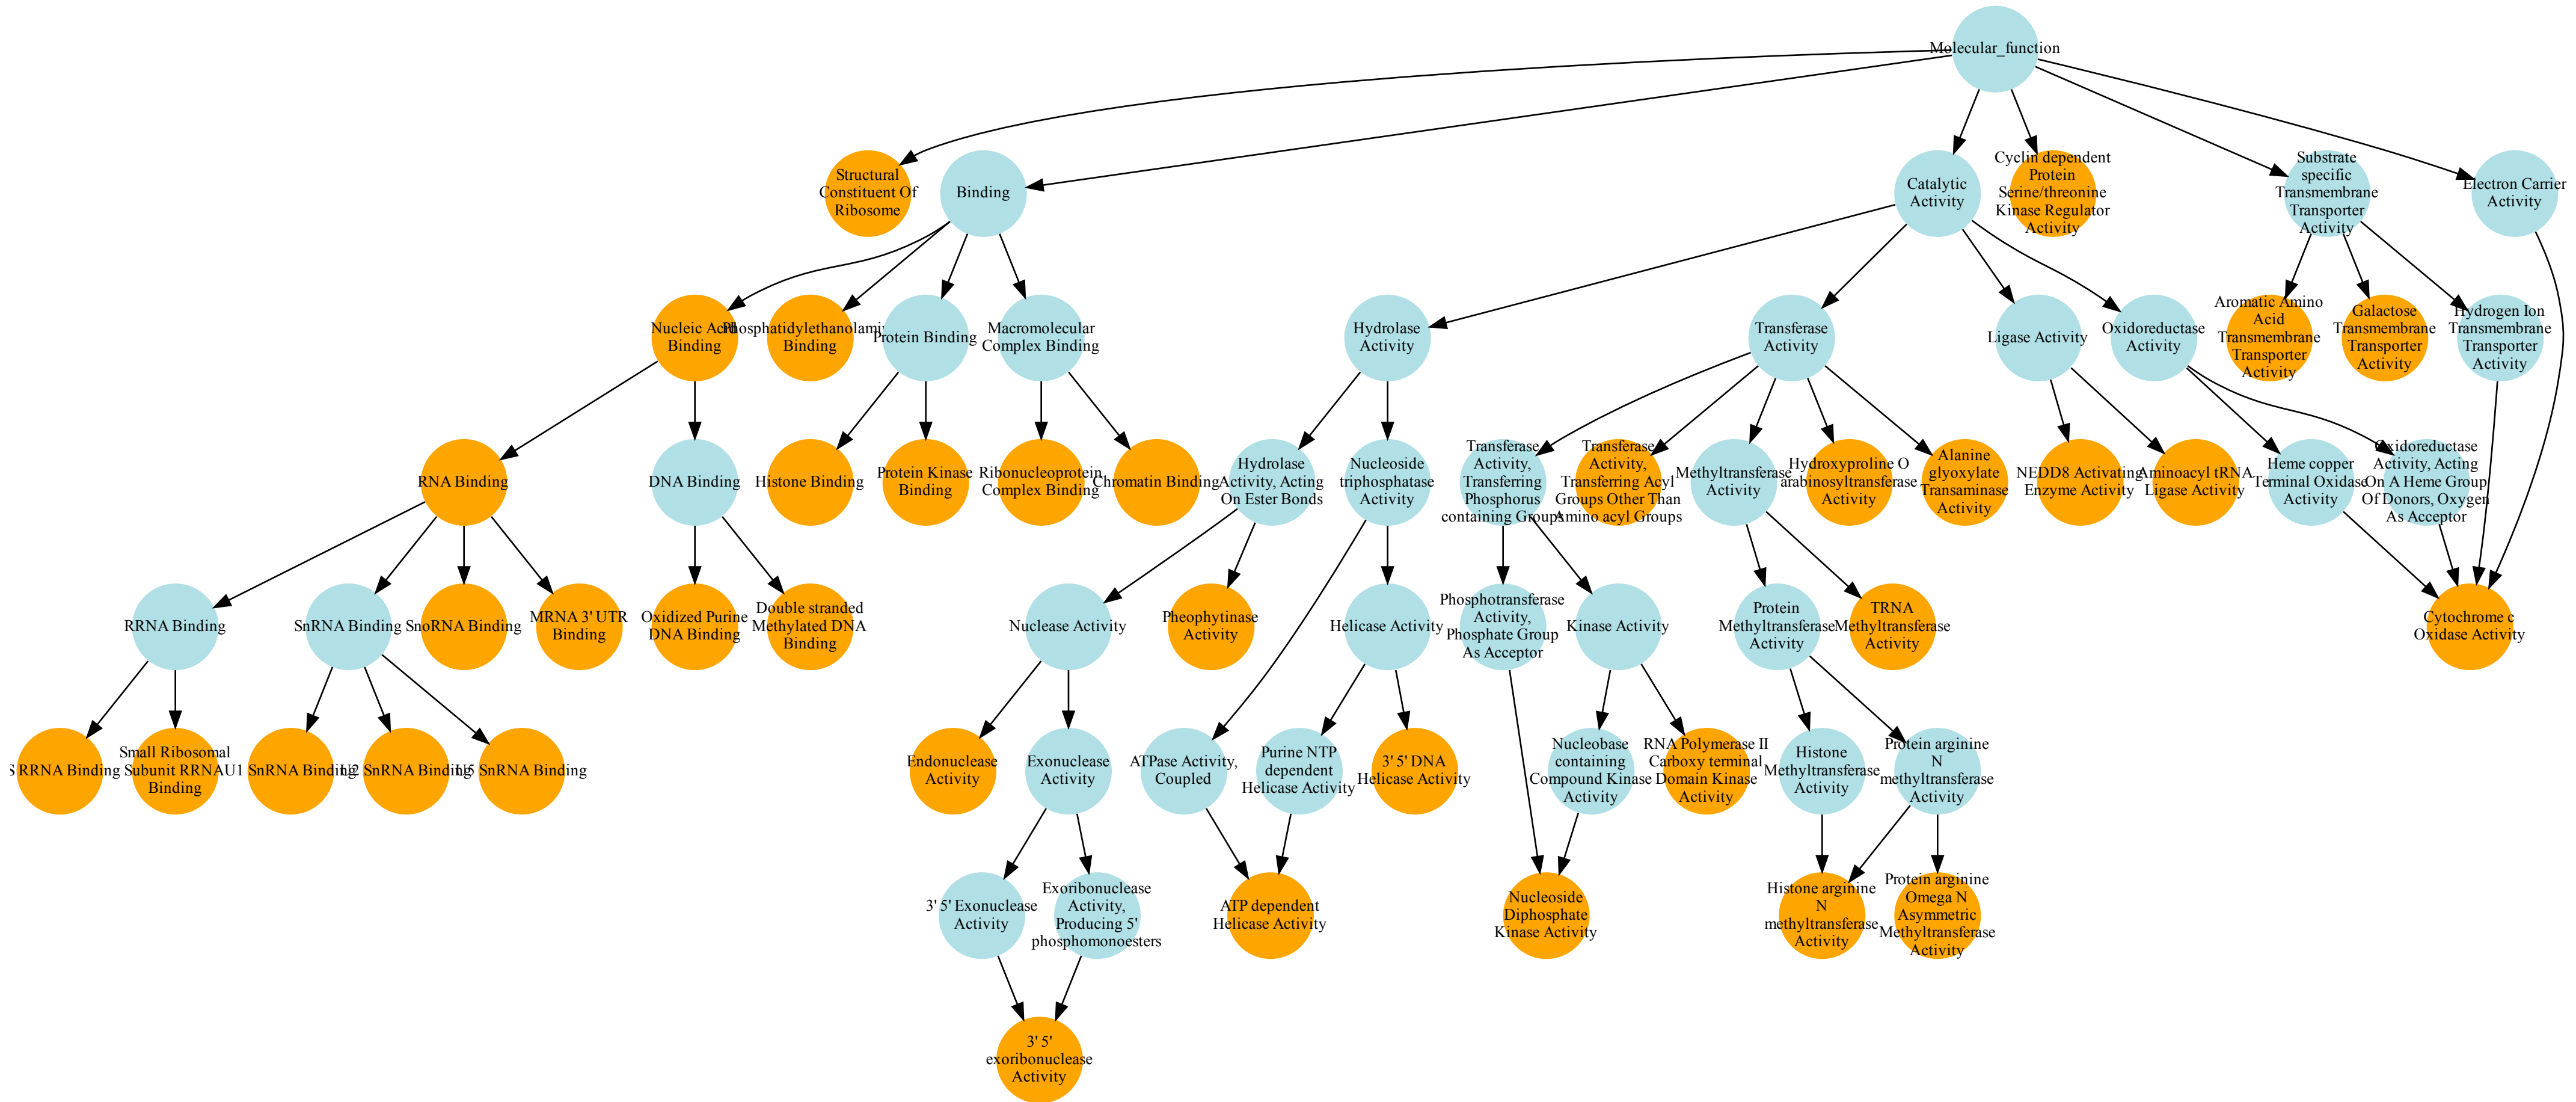 Molecular_function
Structural
Constituent Of
Ribosome
Binding
Catalytic
Activity
Cyclin dependent
Protein
Serine/threonine
Kinase Regulator
Activity
Substrate
specific
Transmembrane
Transporter
Activity
Electron Carrier
Activity
Nucleic Acid
Binding
Phosphatidylethanolamine
Binding
Protein Binding
Macromolecular
Complex Binding
Hydrolase
Activity
Transferase
Activity
Ligase Activity
Oxidoreductase
Activity
Aromatic Amino
Acid
Transmembrane
Transporter
Activity
Galactose
Transmembrane
Transporter
Activity
Hydrogen Ion
Transmembrane
Transporter
Activity
RNA Binding
DNA Binding
Histone Binding
Protein Kinase
Binding
Ribonucleoprotein
Complex Binding
Chromatin Binding
Hydrolase
Activity, Acting
On Ester Bonds
Nucleoside
triphosphatase
Activity
Transferase
Activity,
Transferring
Phosphorus
containing Groups
Transferase
Activity,
Transferring Acyl
Groups Other Than
Amino acyl Groups
Methyltransferase
Activity
Hydroxyproline O
arabinosyltransferase
Activity
Alanine
glyoxylate
Transaminase
Activity
NEDD8 Activating
Enzyme Activity
Aminoacyl tRNA
Ligase Activity
Heme copper
Terminal Oxidase
Activity
Oxidoreductase
Activity, Acting
On A Heme Group
Of Donors, Oxygen
As Acceptor
RRNA Binding
SnRNA Binding
SnoRNA Binding
MRNA 3' UTR
Binding
Oxidized Purine
DNA Binding
Double stranded
Methylated DNA
Binding
Nuclease Activity
Pheophytinase
Activity
Helicase Activity
Phosphotransferase
Activity,
Phosphate Group
As Acceptor
Kinase Activity
Protein
Methyltransferase
Activity
TRNA
Methyltransferase
Activity
Cytochrome c
Oxidase Activity
RRNA Binding
Small Ribosomal
Subunit RRNA
Binding
U1 SnRNA Binding
U2 SnRNA Binding
U5 SnRNA Binding
Endonuclease
Activity
Exonuclease
Activity
ATPase Activity,
Coupled
Purine NTP
dependent
Helicase Activity
3' 5' DNA
Helicase Activity
Nucleobase
containing
Compound Kinase
Activity
RNA Polymerase II
Carboxy terminal
Domain Kinase
Activity
Histone
Methyltransferase
Activity
Protein arginine
N
methyltransferase
Activity
3' 5' Exonuclease
Activity
Exoribonuclease
Activity,
Producing 5'
phosphomonoesters
ATP dependent
Helicase Activity
Nucleoside
Diphosphate
Kinase Activity
Histone arginine
N
methyltransferase
Activity
Protein arginine
Omega N
Asymmetric
Methyltransferase
Activity
3' 5'
exoribonuclease
Activity